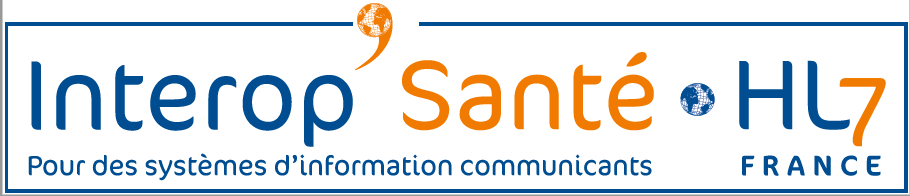 Interop'Santé • HL7
Pour des systèmes d'information communicants FRANCE